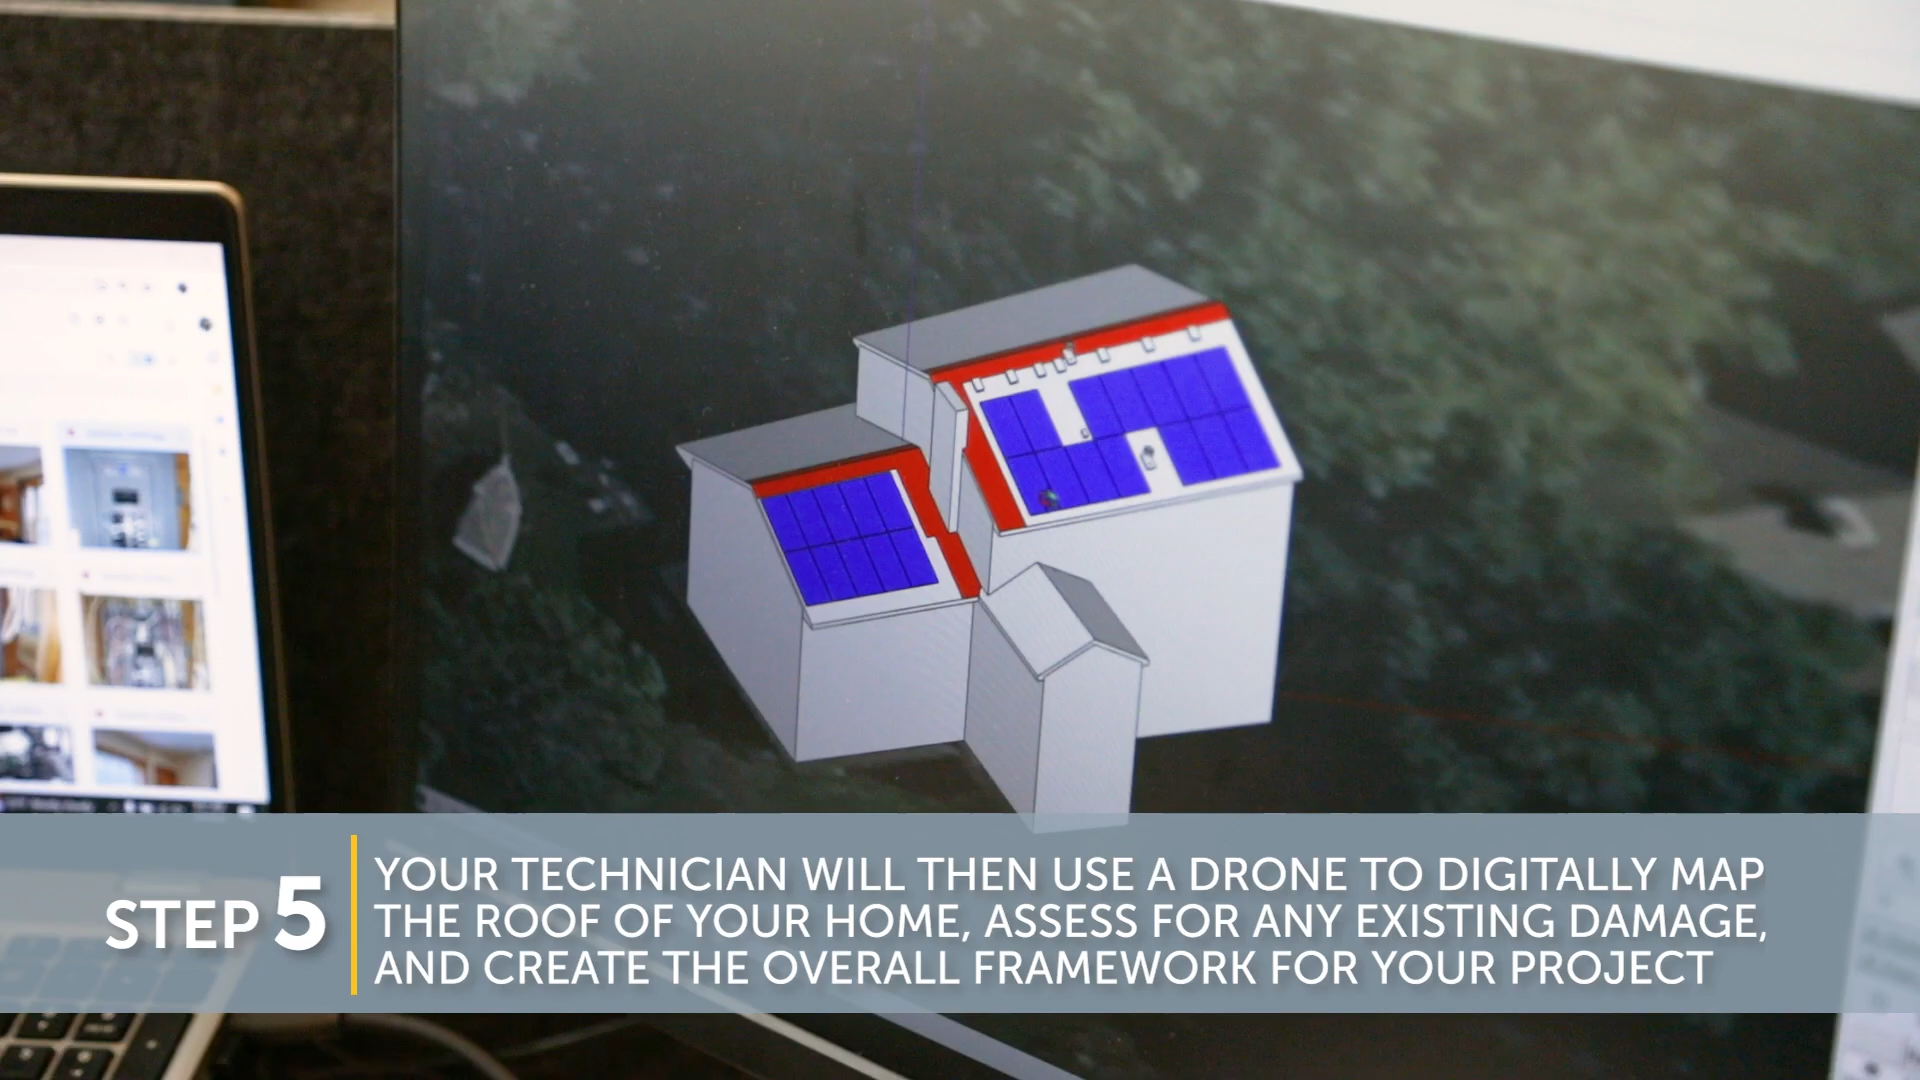 STEP 5
YOUR TECHNICIAN WILL THEN USE A DRONE TO DIGITALLY MAP
THE ROOF OF YOUR HOME, ASSESS FOR ANY EXISTING DAMAGE,
AND CREATE THE OVERALL FRAMEWORK FOR YOUR PROJECT